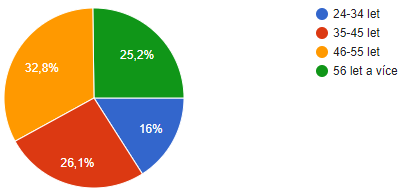 24-34 let
35-45 let
46-55 let
56 let a více
25,2%
32,8%
16%
26,1%